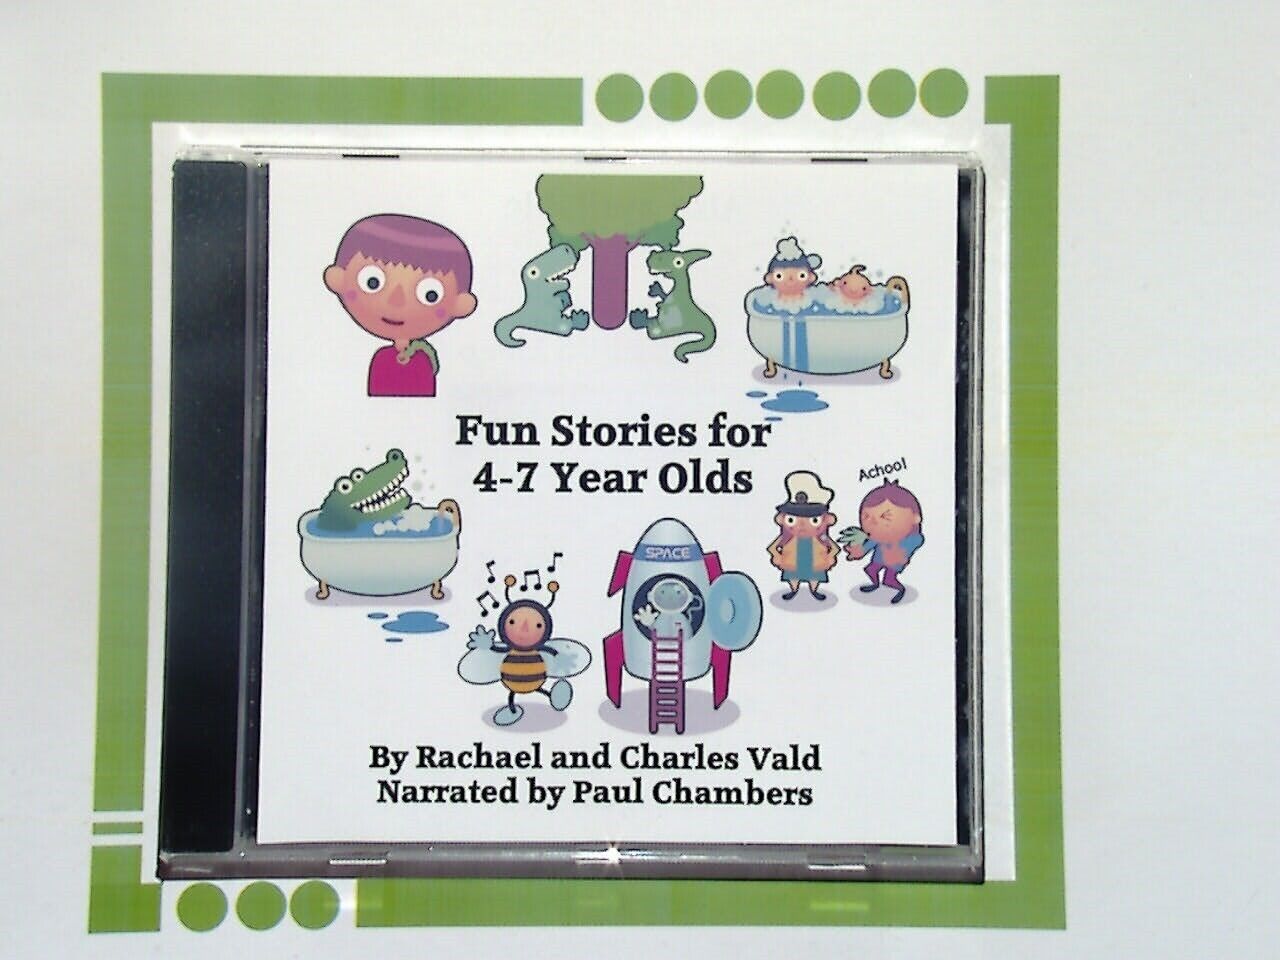 Fun Stories for
4-7 Year Olds
Achoo!
SPACE
By Rachael and Charles Vald
Narrated by Paul Chambers